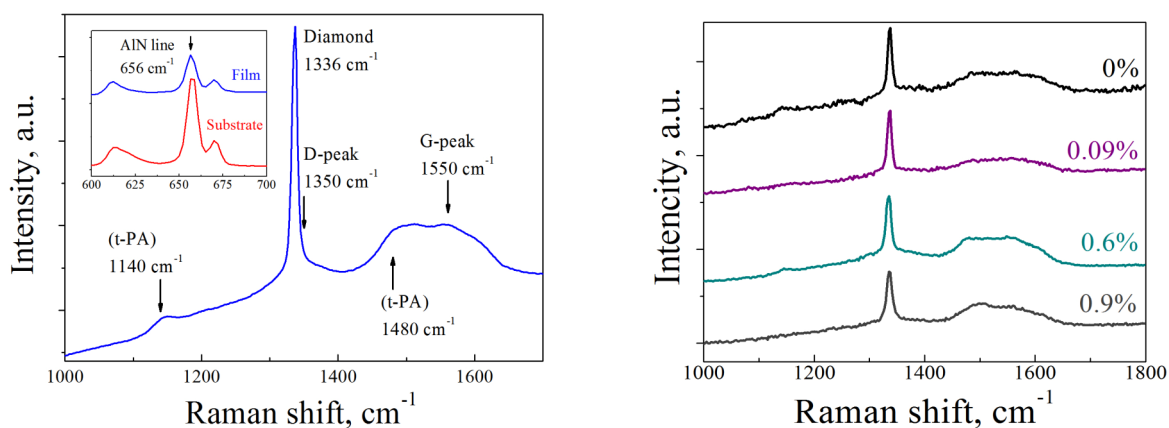 Intensity, a.u.
AlN line
656 cm⁻¹
Film
Substrate
600 625 650 675 700
Diamond
1336 cm⁻¹
D-peak
1350 cm⁻¹
G-peak
1550 cm⁻¹
(t-PA)
1140 cm⁻¹
(t-PA)
1480 cm⁻¹
1000 1200 1400 1600
Raman shift, cm⁻¹
Intencity, a.u.
0%
0.09%
0.6%
0.9%
1000 1200 1400 1600 1800
Raman shift, cm⁻¹